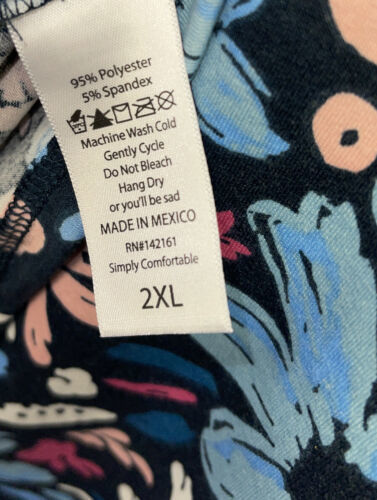 95% Polyester
5% Spandex
Machine Wash Cold
Gently Cycle
Do Not Bleach
Hang Dry
or you'll be sad
MADE IN MEXICO
RN#142161
Simply Comfortable
2XL